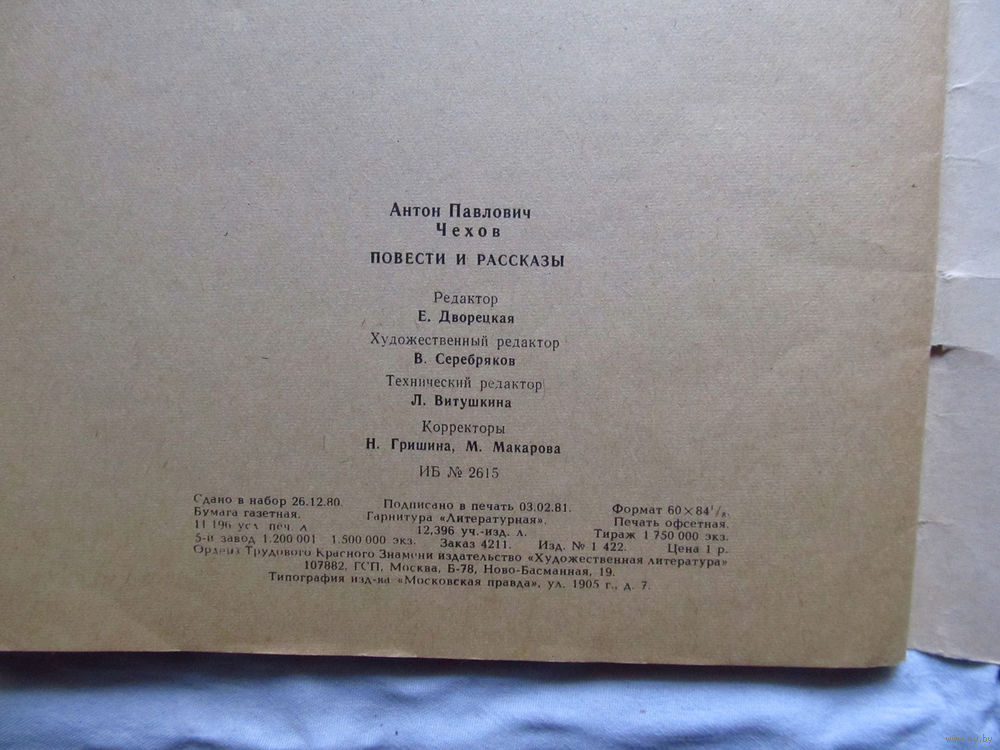 Антон Павлович
Чехов
ПОВЕСТИ И РАССКАЗЫ
Редактор
Е. Дворецкая
Художественный редактор
В. Серебряков
Технический редактор
Л. Витушкина
Корректоры
Н. Гришина, М. Макарова
ИБ № 2615
Сдано в набор 26.12.80. Подписано в печать 03.02.81. Формат 60×84¹/₈.
Бумага газетная. Гарнитура «Литературная». Печать офсетная.
11 196 усл. печ. л. 12,396 уч.-изд. л. Тираж 1 750 000 экз.
5-й завод 1.200 001 1.500 000 экз. Заказ 4211. Изд. № 1 422. Цена 1 р.
Ордена Трудового Красного Знамени издательство «Художественная литература»
107882, ГСП, Москва, Б-78, Ново-Басманная, 19.
Типография изд-ва «Московская правда», ул. 1905 г., д. 7.